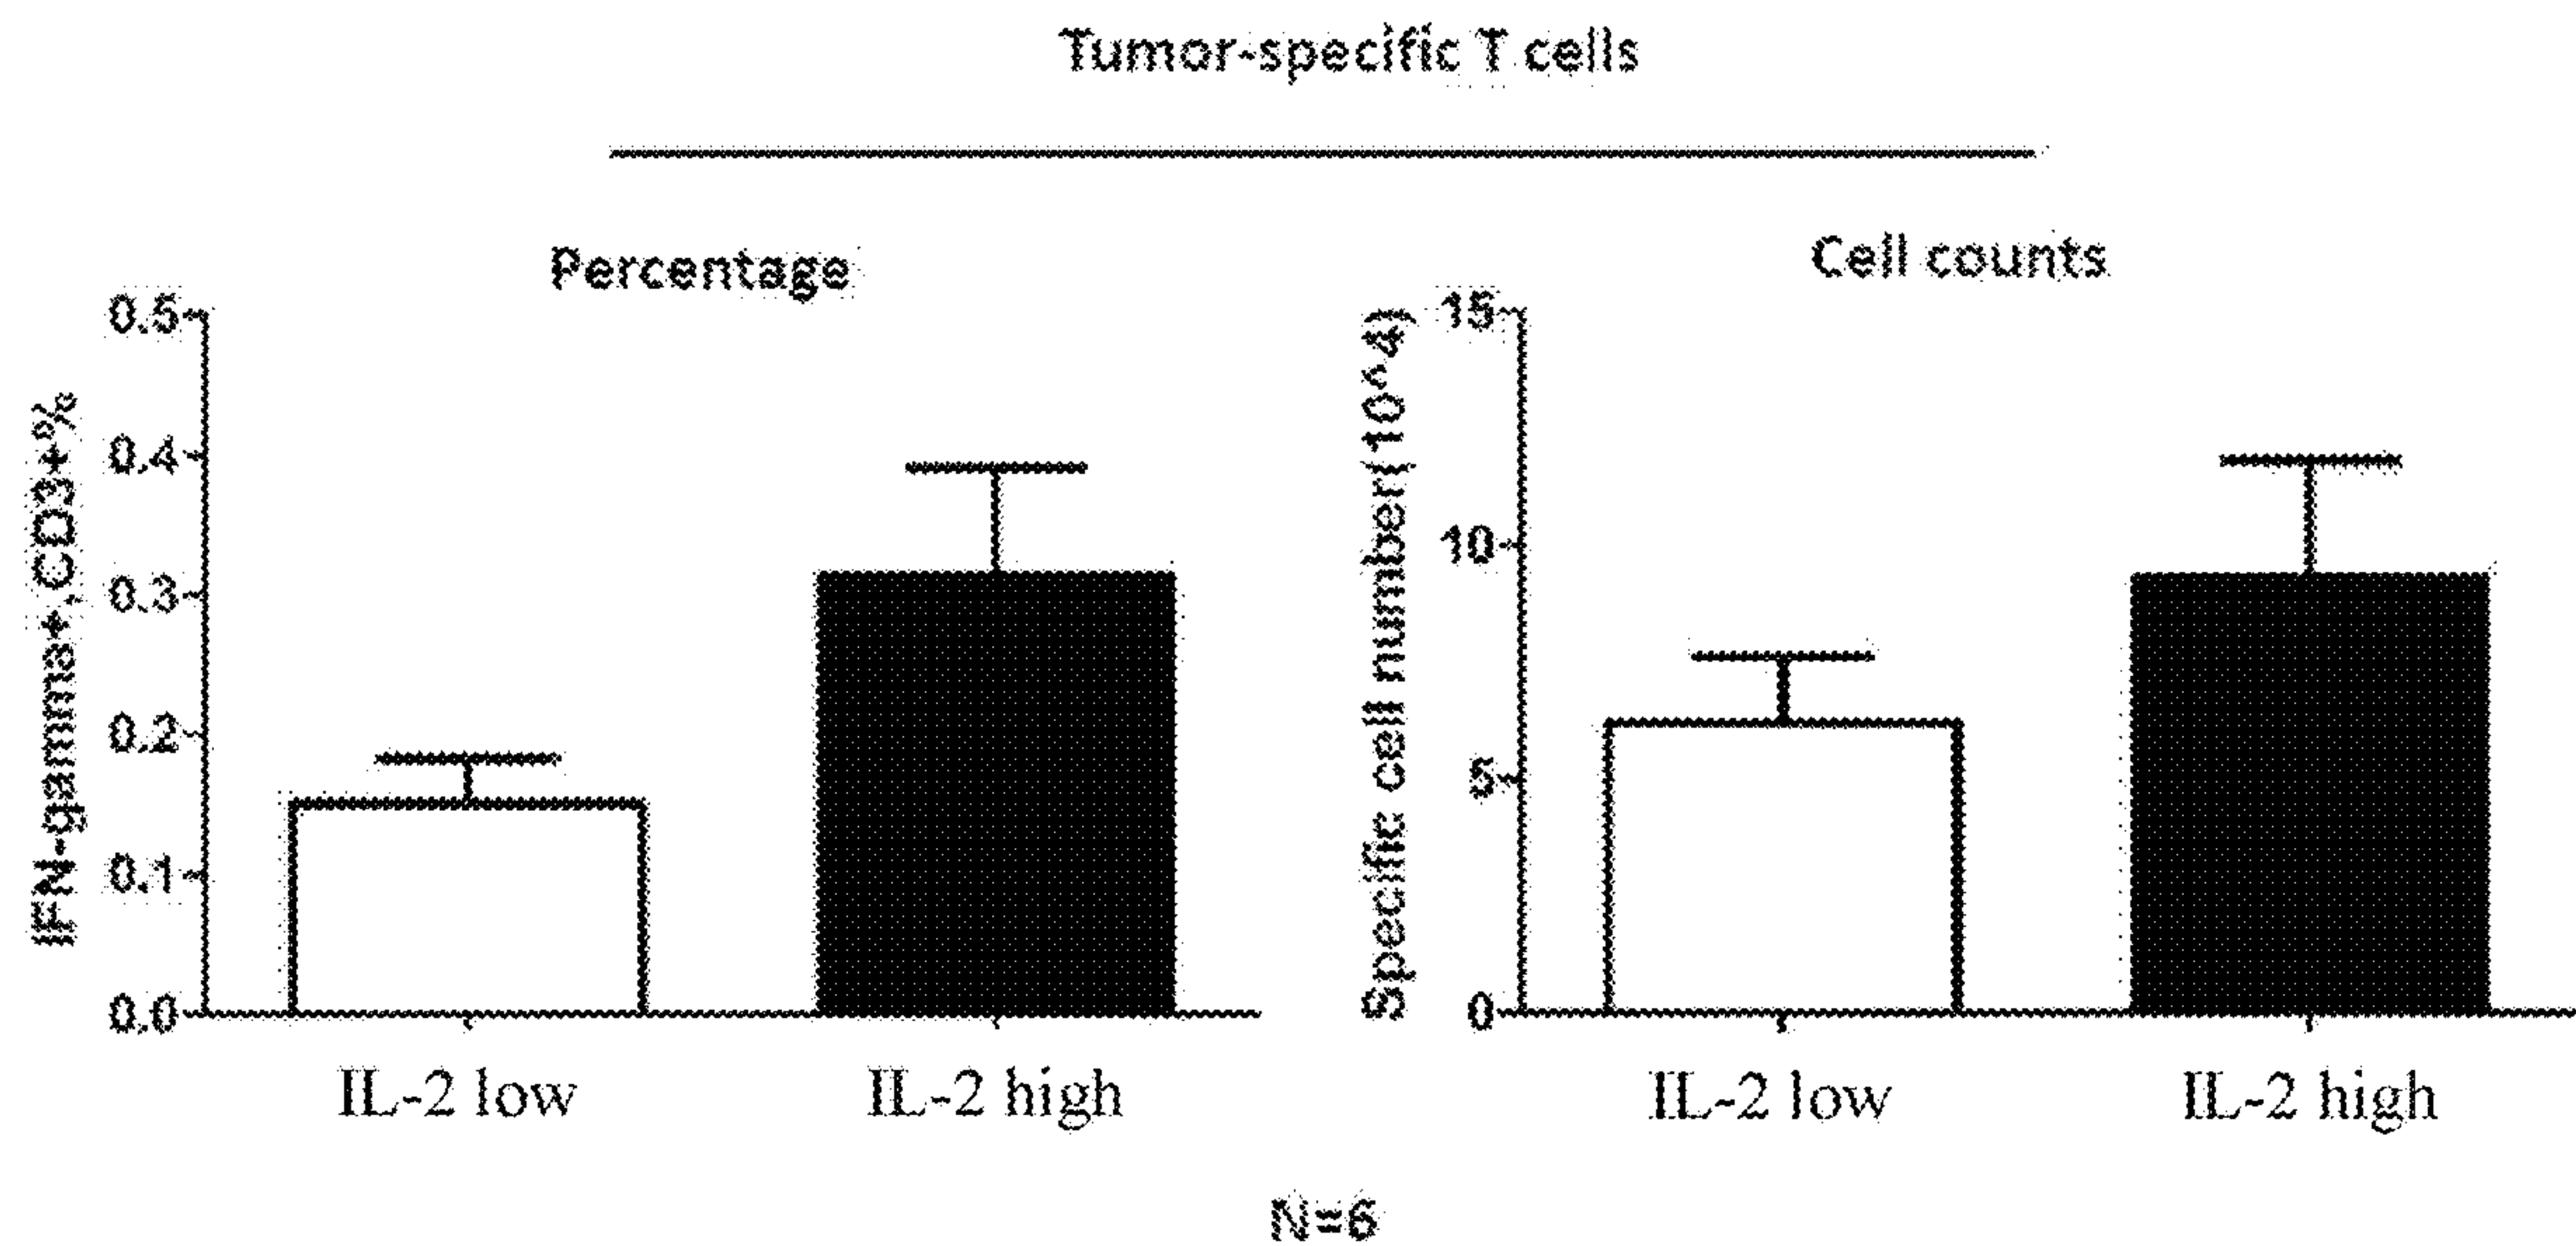 Tumor-specific T cells
Percentage
IFN-gamma+,CD3+%
0.5
0.4
0.3
0.2
0.1
0.0
IL-2 low
IL-2 high
Cell counts
Specific cell number(10^4)
15
10
5
0
IL-2 low
IL-2 high
N=6